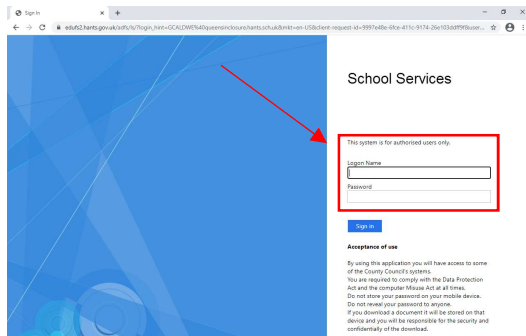 Sign In
edufs2.hants.gov.uk/adfs/ls/?login_hint=GCALDWE%40queensinclosure.hants.sch.uk&mkt=en-US&client-request-id=9997e48e-6fce-411c-9174-26e103ddff9f&user...
School Services
This system is for authorised users only.
Logon Name
Password
Sign in
Acceptance of use
By using this application you will have access to some
of the County Council's systems.
You are required to comply with the Data Protection
Act and the computer Misuse Act at all times.
Do not store your password on your mobile device.
Do not reveal your password to anyone.
If you download a document it will be stored on that
device and you will be responsible for the security and
confidentially of the download.